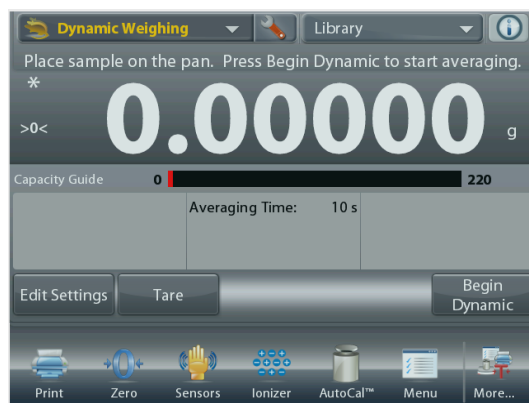 Dynamic Weighing
Library
Place sample on the pan. Press Begin Dynamic to start averaging.
*
>0<
0.00000 g
Capacity Guide 0 220
Averaging Time: 10 s
Edit Settings
Tare
Begin
Dynamic
Print
Zero
Sensors
Ionizer
AutoCal™
Menu
More...